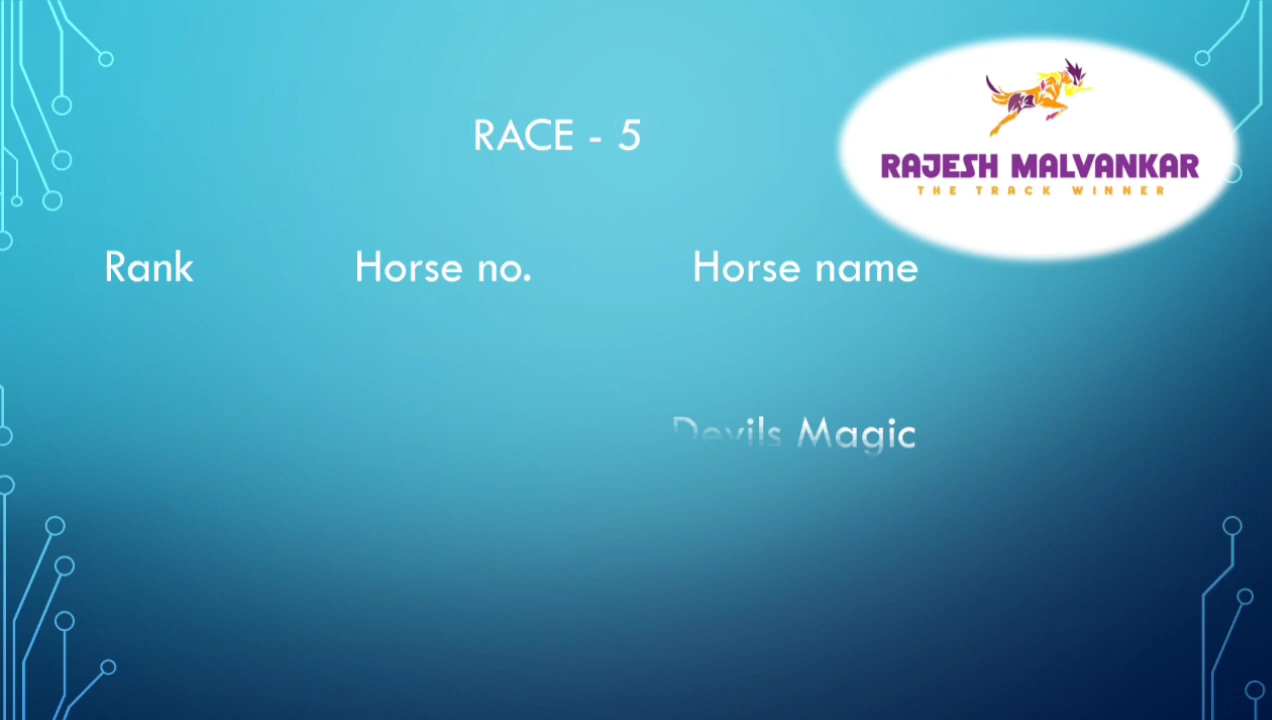 RACE - 5
RAJESH MALVANKAR
THE TRACK WINNER
Rank Horse no. Horse name
Devils Magic